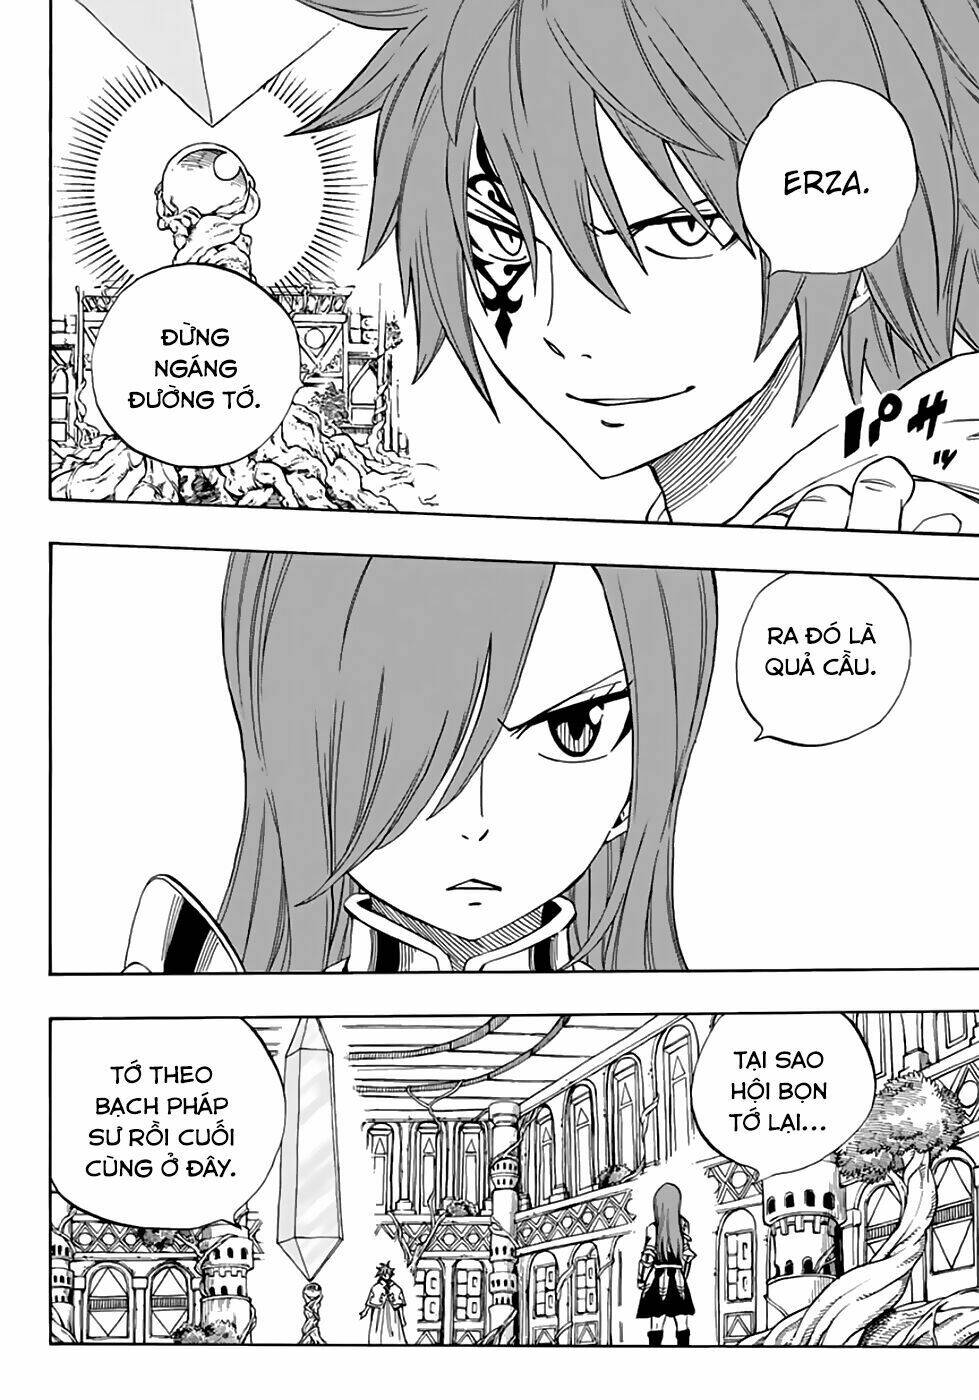 ERZA.
ĐỪNG
NGÁNG
ĐƯỜNG TỚ.
RA ĐÓ LÀ
QUẢ CẦU.
TẠI SAO
HỘI BỌN
TỚ LẠI...
TỚ THEO
BẠCH PHÁP
SƯ RỒI CUỐI
CÙNG Ở ĐÂY.